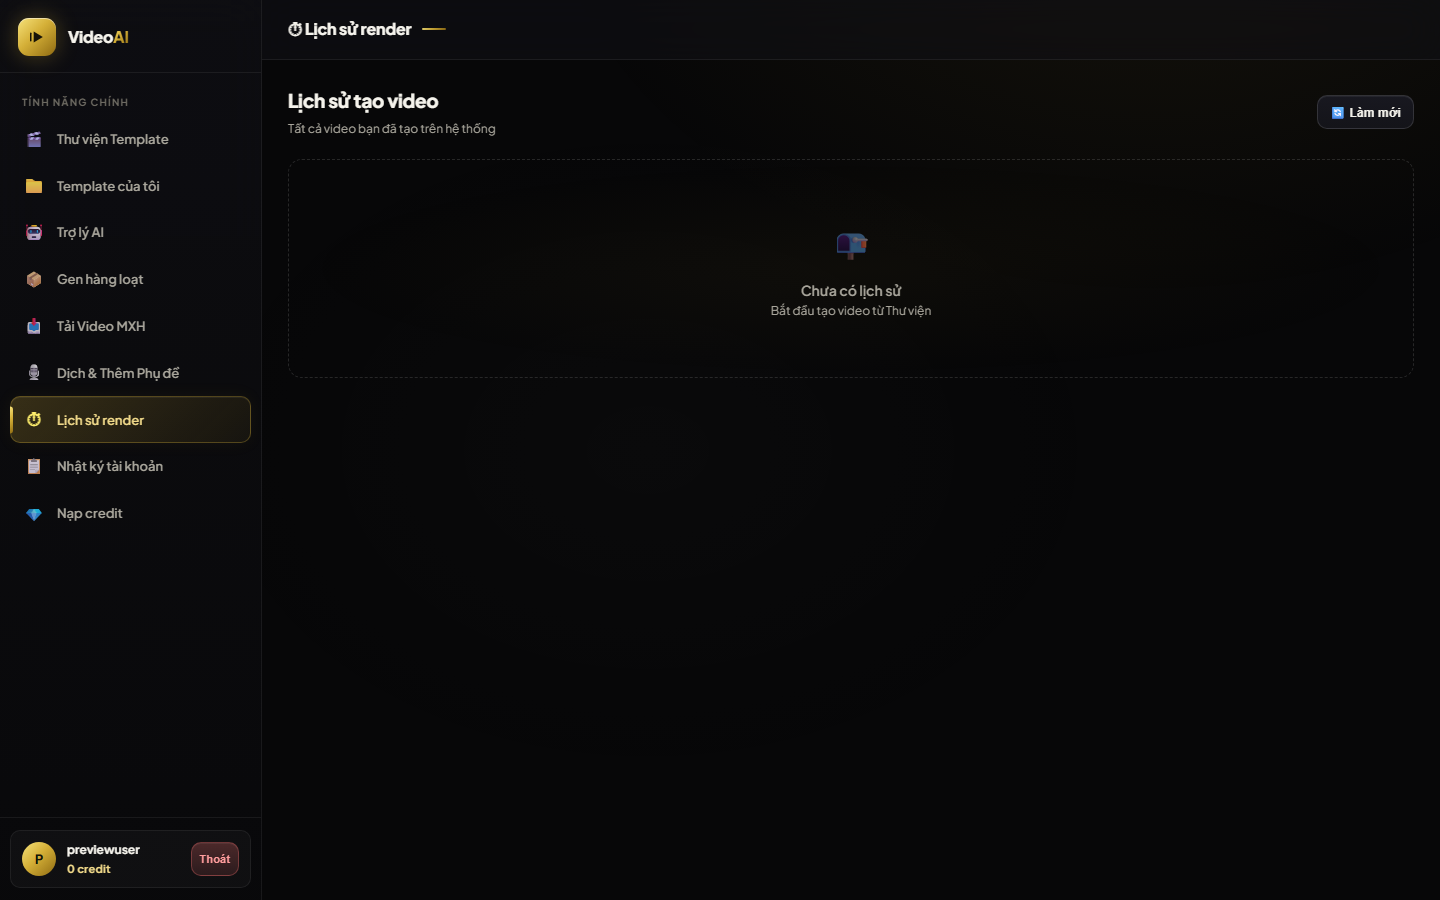 VideoAI
TÍNH NĂNG CHÍNH
Thư viện Template
Template của tôi
Trợ lý AI
Gen hàng loạt
Tải Video MXH
Dịch & Thêm Phụ đề
Lịch sử render
Nhật ký tài khoản
Nạp credit
P
previewuser
0 credit
Thoát
Lịch sử render
Lịch sử tạo video
Tất cả video bạn đã tạo trên hệ thống
Làm mới
Chưa có lịch sử
Bắt đầu tạo video từ Thư viện